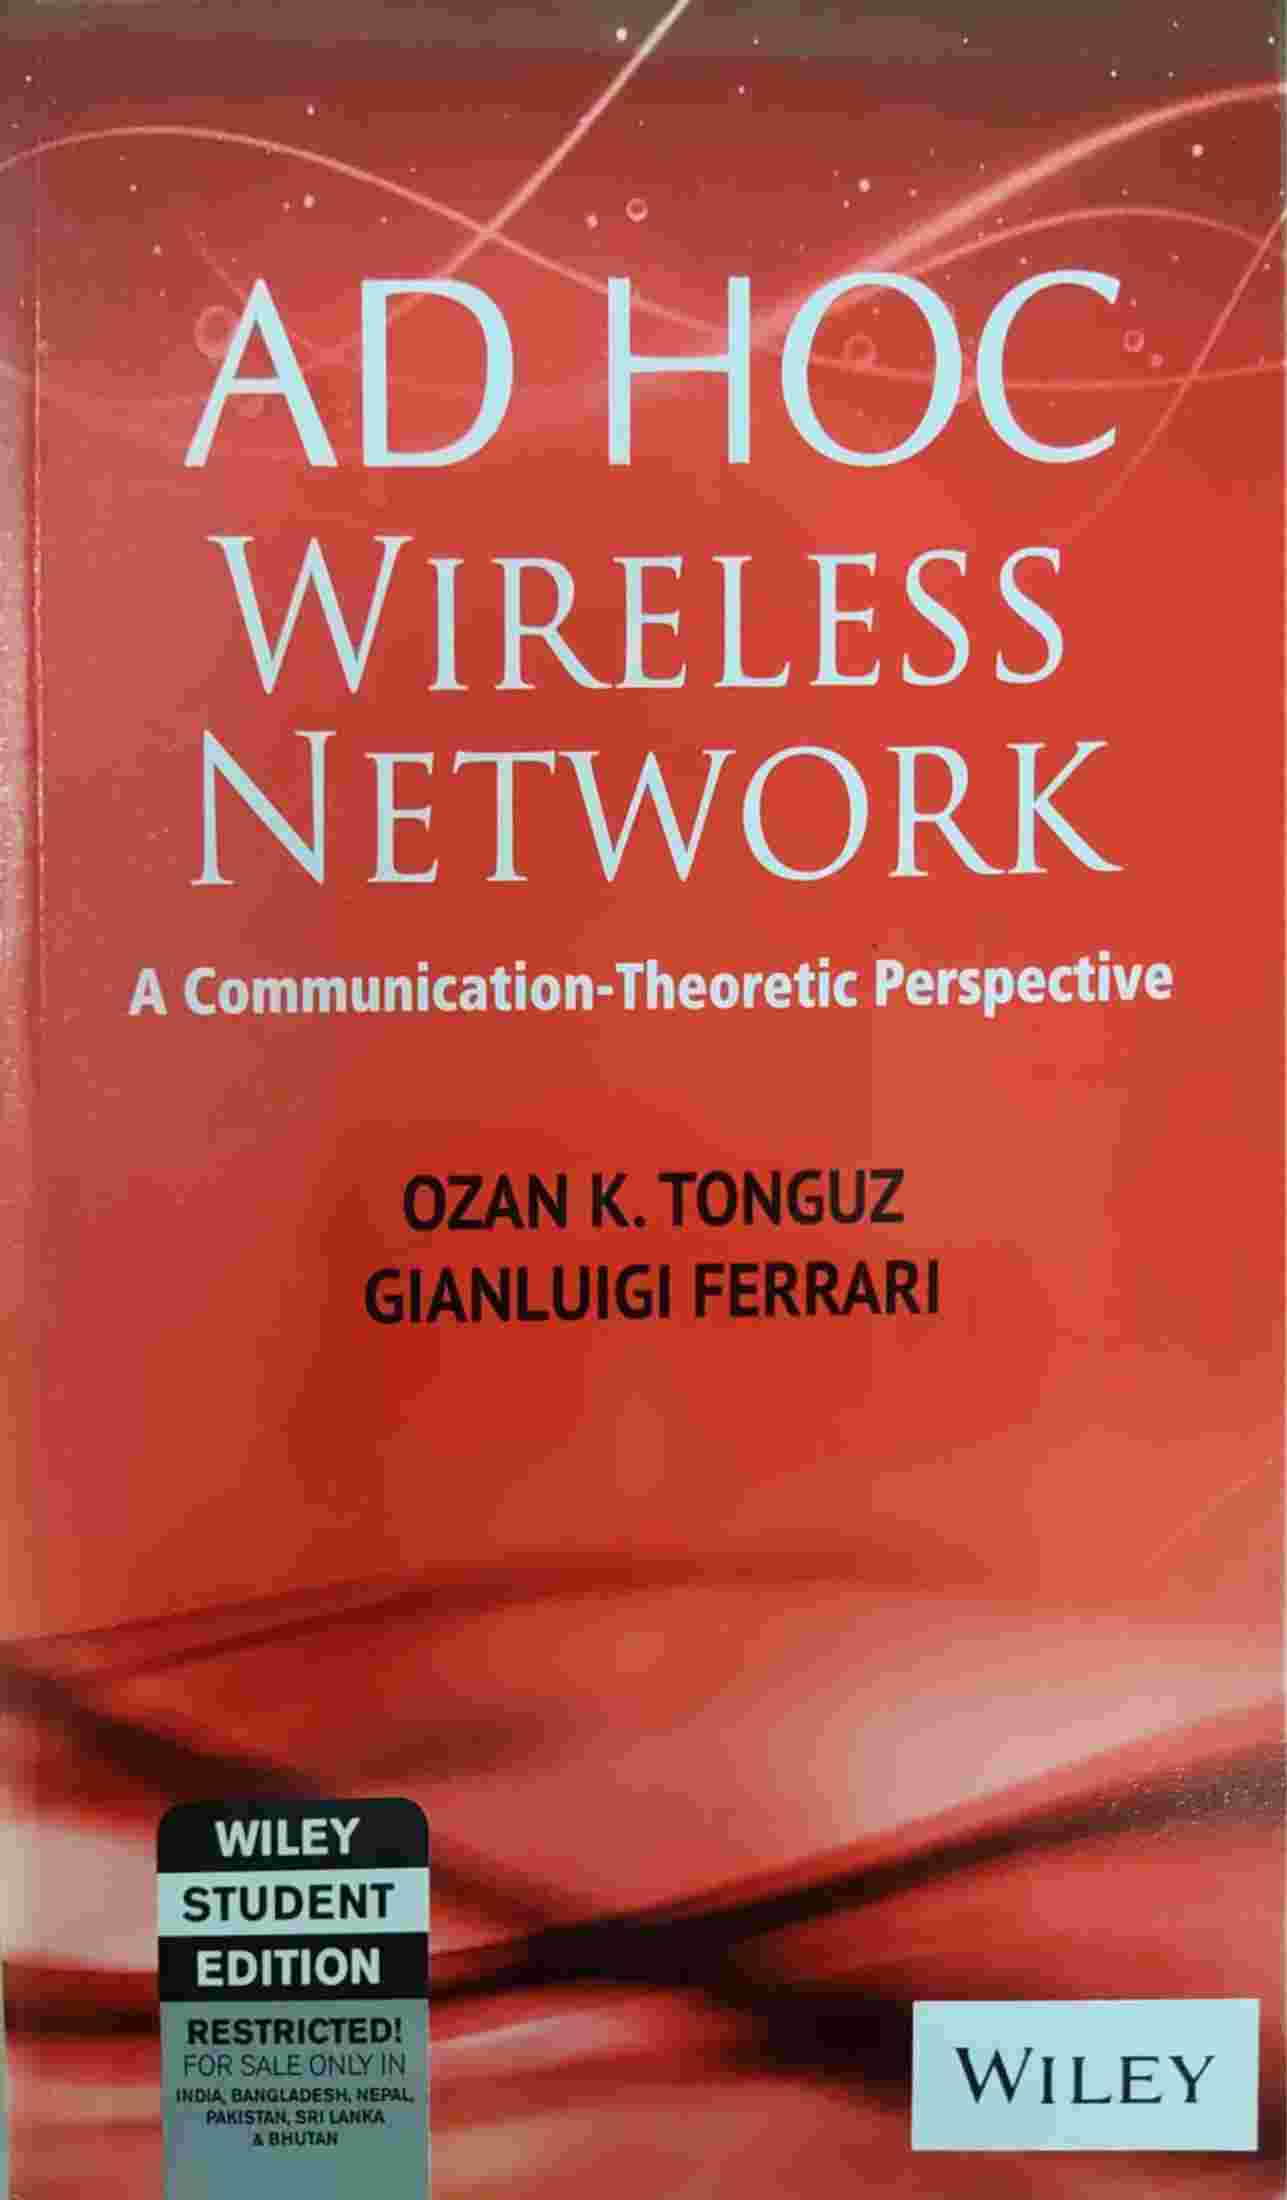 AD HOC
WIRELESS
NETWORK
A Communication-Theoretic Perspective
OZAN K. TONGUZ
GIANLUIGI FERRARI
WILEY
STUDENT
EDITION
RESTRICTED!
FOR SALE ONLY IN
INDIA, BANGLADESH, NEPAL,
PAKISTAN, SRI LANKA
& BHUTAN
WILEY